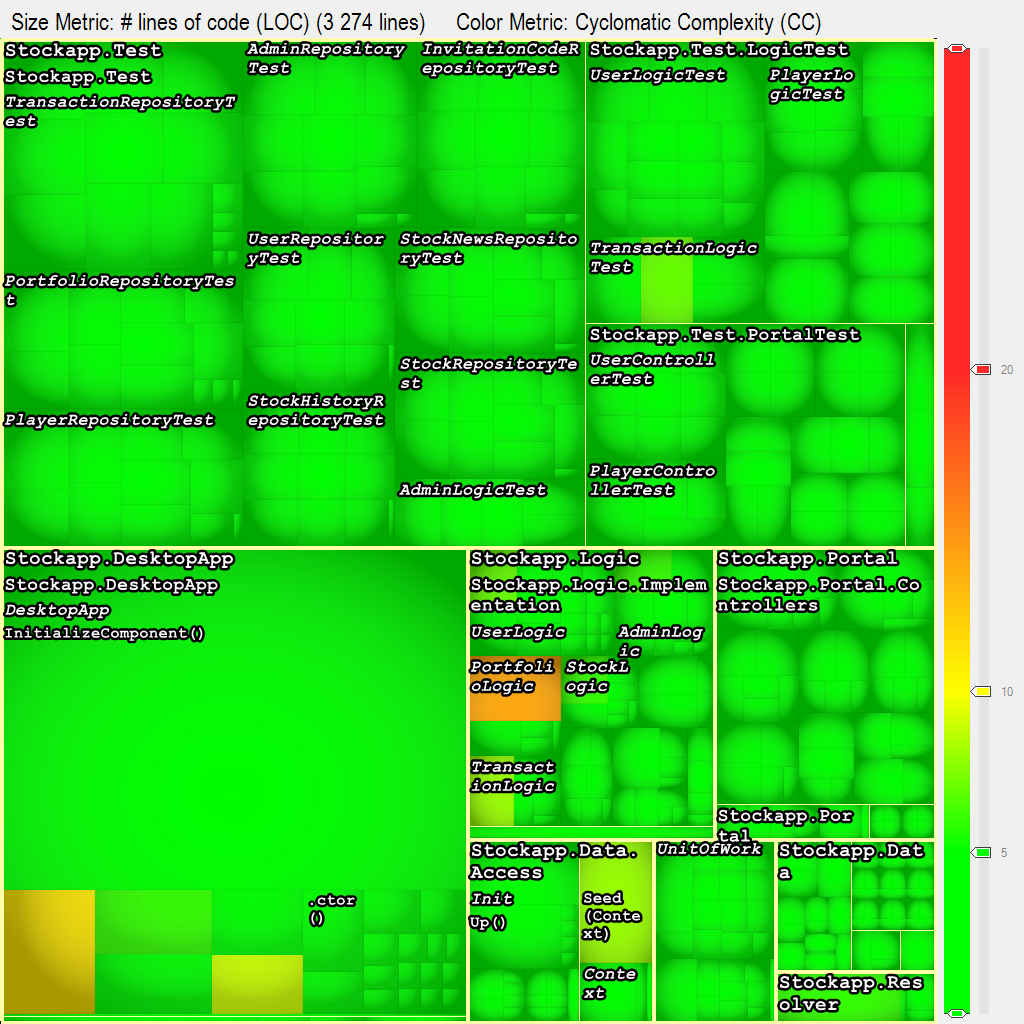 Size Metric: # lines of code (LOC) (3 274 lines) Color Metric: Cyclomatic Complexity (CC)
Stockapp.Test
Stockapp.Test
TransactionRepositoryT
est
AdminRepository
Test
InvitationCodeR
epositoryTest
Stockapp.Test.LogicTest
UserLogicTest
PlayerLo
gicTest
PortfolioRepositoryTes
t
UserRepositor
yTest
StockNewsReposito
ryTest
TransactionLogic
Test
PlayerRepositoryTest
StockHistoryR
epositoryTest
StockRepositoryTe
st
AdminLogicTest
Stockapp.Test.PortalTest
UserControll
erTest
PlayerContro
llerTest
Stockapp.DesktopApp
Stockapp.DesktopApp
DesktopApp
InitializeComponent()
.ctor
()
Stockapp.Logic
Stockapp.Logic.Implem
entation
UserLogic
AdminLog
ic
Portfoli
oLogic
StockL
ogic
Transact
ionLogic
Stockapp.Portal
Stockapp.Portal.Co
ntrollers
Stockapp.Por
tal
Stockapp.Data.
Access
Init
Up()
Seed
(Conte
xt)
Conte
xt
UnitOfWork
Stockapp.Dat
a
Stockapp.Res
olver
20
10
5